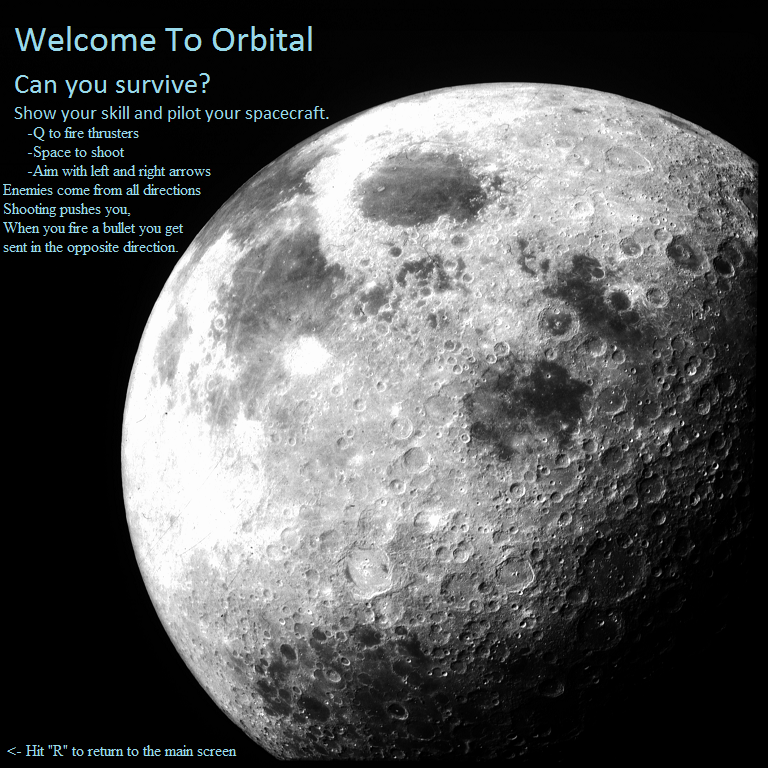 Welcome To Orbital
Can you survive?
Show your skill and pilot your spacecraft.
-Q to fire thrusters
-Space to shoot
-Aim with left and right arrows
Enemies come from all directions
Shooting pushes you,
When you fire a bullet you get
sent in the opposite direction.
<- Hit "R" to return to the main screen